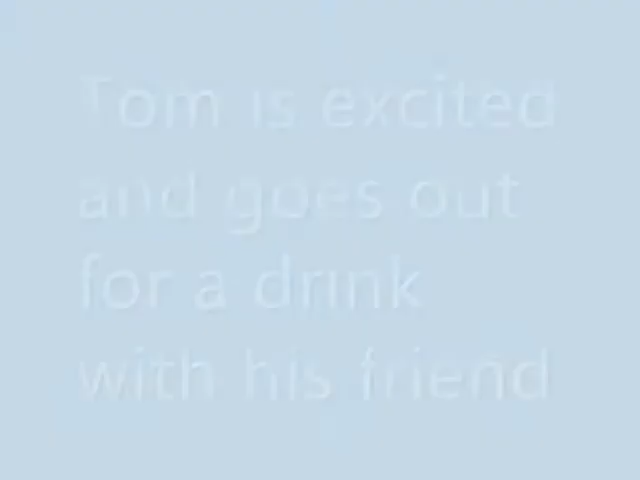 Tom is excited
and goes out
for a drink
with his friend